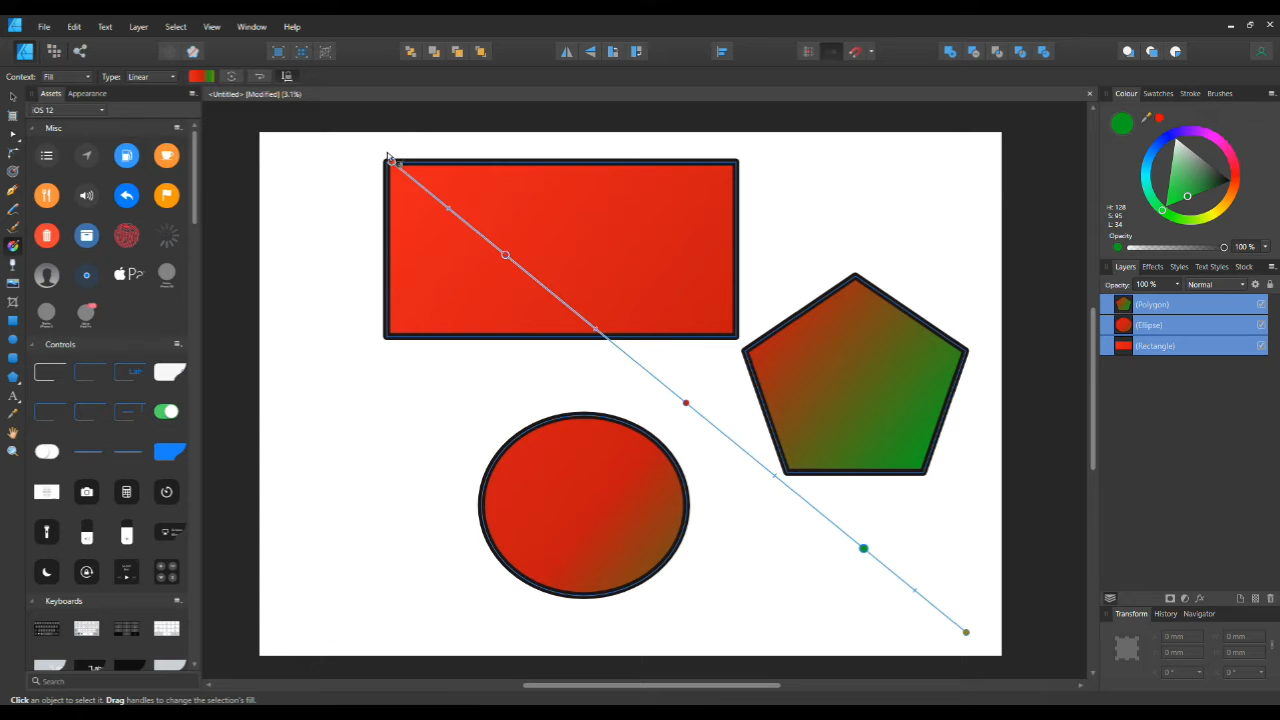 File Edit Text Layer Select View Window Help
Context: Fill Type: Linear
Assets Appearance
<Untitled> [Modified] (3.1%)
iOS 12
Misc
Controls
Keyboards
Search
Click an object to select it. Drag handles to change the selection's fill.
Colour Swatches Stroke Brushes
H: 128
S: 95
L: 34
Opacity
100 %
Layers Effects Styles Text Styles Stock
Opacity: 100 % Normal
(Polygon)
(Ellipse)
(Rectangle)
Transform History Navigator
X: 0 mm W: 0 mm
Y: 0 mm H: 0 mm
0 ° 0 °